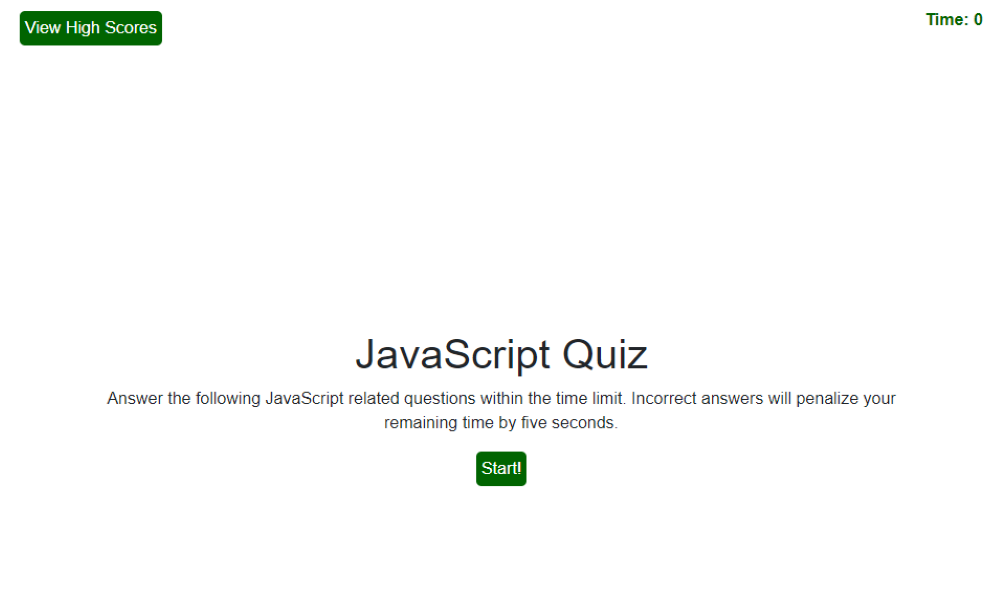 View High Scores
Time: 0
JavaScript Quiz
Answer the following JavaScript related questions within the time limit. Incorrect answers will penalize your
remaining time by five seconds.
Start!